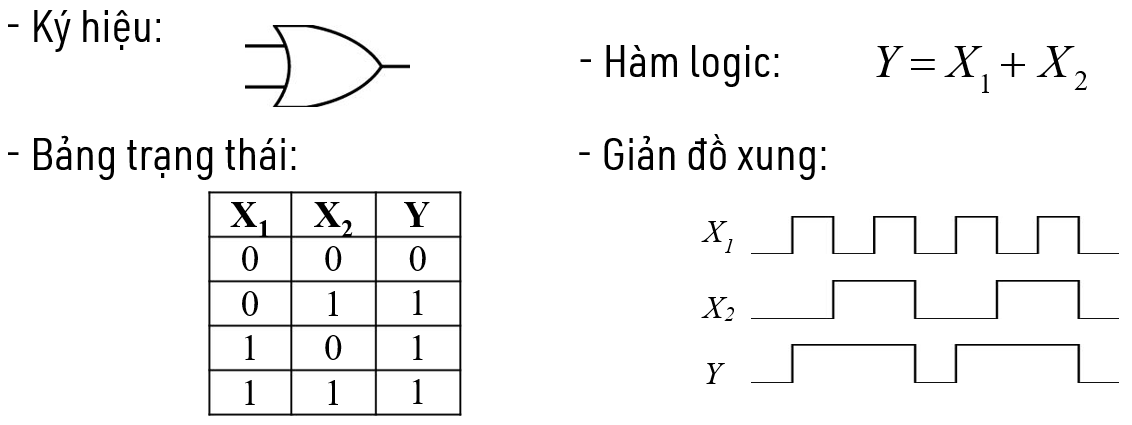 - Ký hiệu:
- Hàm logic: Y = X₁ + X₂
- Bảng trạng thái:
X₁ X₂ Y
0 0 0
0 1 1
1 0 1
1 1 1
- Giản đồ xung:
X₁
X₂
Y